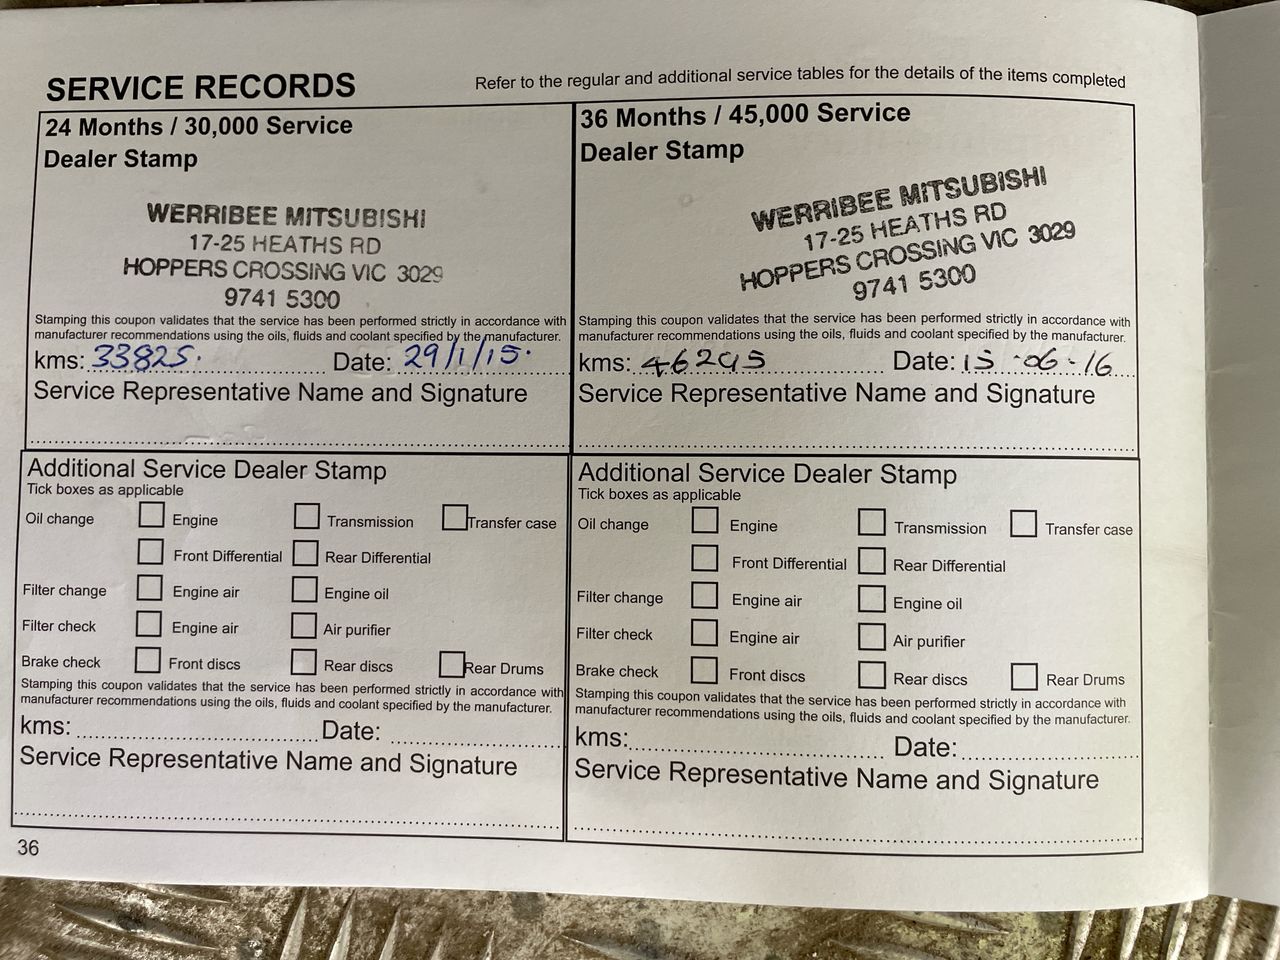 SERVICE RECORDS
Refer to the regular and additional service tables for the details of the items completed
24 Months / 30,000 Service
Dealer Stamp
WERRIBEE MITSUBISHI
17-25 HEATHS RD
HOPPERS CROSSING VIC 3029
9741 5300
Stamping this coupon validates that the service has been performed strictly in accordance with
manufacturer recommendations using the oils, fluids and coolant specified by the manufacturer.
kms: 33825. Date: 29/1/15.
Service Representative Name and Signature
Additional Service Dealer Stamp
Tick boxes as applicable
Oil change Engine Transmission Transfer case
Front Differential Rear Differential
Filter change Engine air Engine oil
Filter check Engine air Air purifier
Brake check Front discs Rear discs Rear Drums
Stamping this coupon validates that the service has been performed strictly in accordance with
manufacturer recommendations using the oils, fluids and coolant specified by the manufacturer.
kms: Date:
Service Representative Name and Signature
36 Months / 45,000 Service
Dealer Stamp
WERRIBEE MITSUBISHI
17-25 HEATHS RD
HOPPERS CROSSING VIC 3029
9741 5300
Stamping this coupon validates that the service has been performed strictly in accordance with
manufacturer recommendations using the oils, fluids and coolant specified by the manufacturer.
kms: Date: 15-06-16
Service Representative Name and Signature
Additional Service Dealer Stamp
Tick boxes as applicable
Oil change Engine Transmission Transfer case
Front Differential Rear Differential
Filter change Engine air Engine oil
Filter check Engine air Air purifier
Brake check Front discs Rear discs Rear Drums
Stamping this coupon validates that the service has been performed strictly in accordance with
manufacturer recommendations using the oils, fluids and coolant specified by the manufacturer.
kms: Date:
Service Representative Name and Signature
36